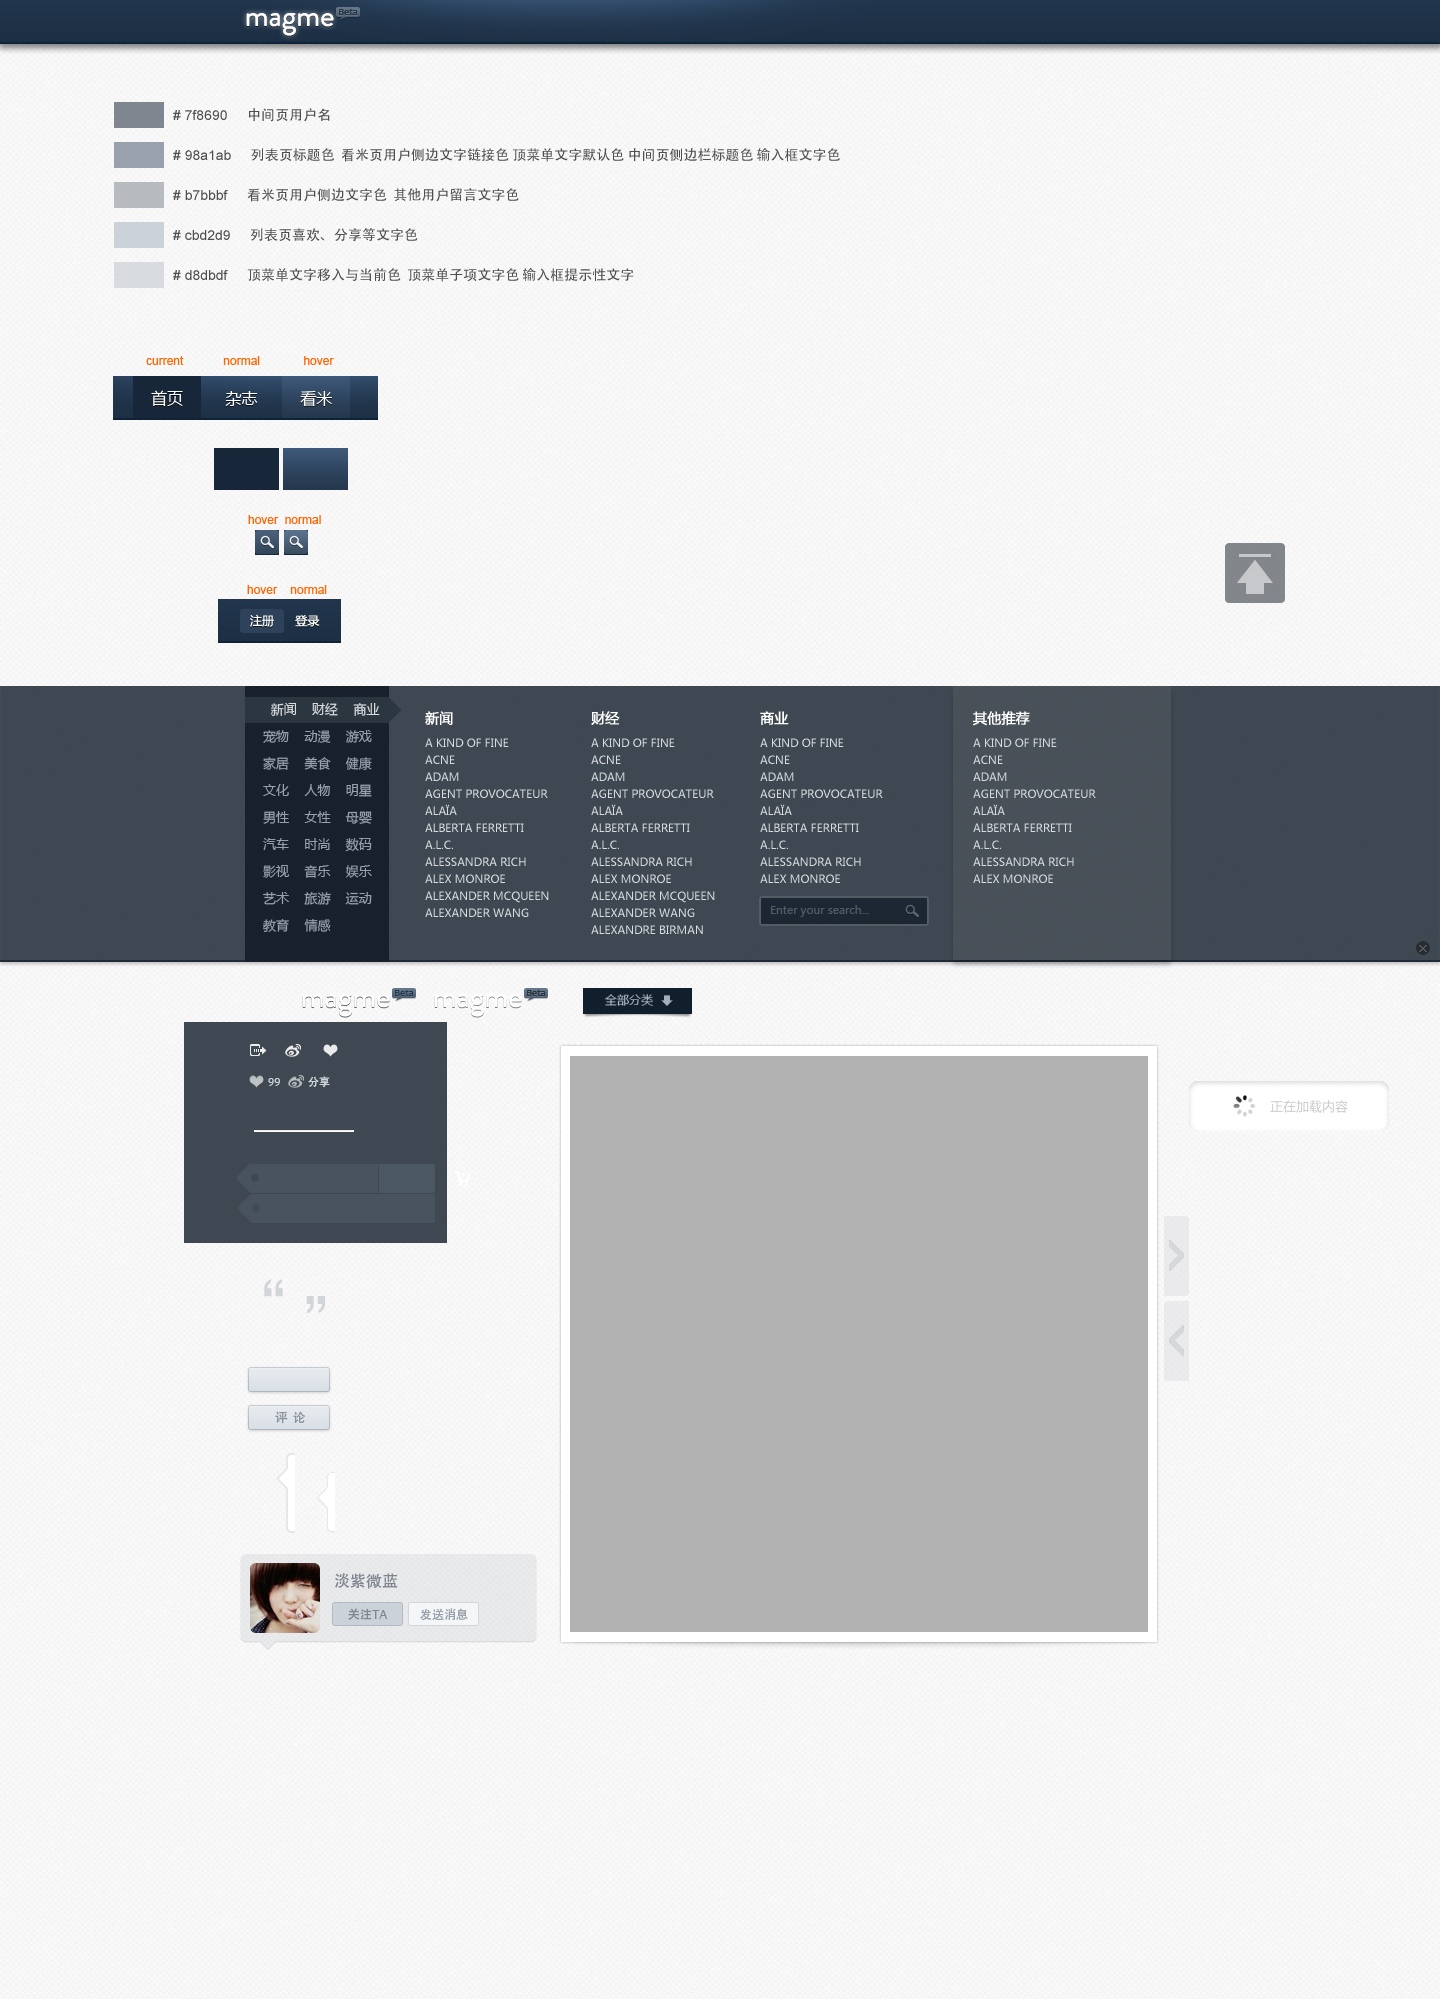 magme Beta
# 7f8690 中间页用户名
# 98a1ab 列表页标题色 看米页用户侧边文字链接色 顶菜单文字默认色 中间页侧边栏标题色 输入框文字色
# b7bbbf 看米页用户侧边文字色 其他用户留言文字色
# cbd2d9 列表页喜欢、分享等文字色
# d8dbdf 顶菜单文字移入与当前色 顶菜单子项文字色 输入框提示性文字
current normal hover
首页 杂志 看米
hover normal
hover normal
注册 登录
新闻 财经 商业
宠物 动漫 游戏
家居 美食 健康
文化 人物 明星
男性 女性 母婴
汽车 时尚 数码
影视 音乐 娱乐
艺术 旅游 运动
教育 情感
新闻
A KIND OF FINE
ACNE
ADAM
AGENT PROVOCATEUR
ALAÏA
ALBERTA FERRETTI
A.L.C.
ALESSANDRA RICH
ALEX MONROE
ALEXANDER MCQUEEN
ALEXANDER WANG
财经
A KIND OF FINE
ACNE
ADAM
AGENT PROVOCATEUR
ALAÏA
ALBERTA FERRETTI
A.L.C.
ALESSANDRA RICH
ALEX MONROE
ALEXANDER MCQUEEN
ALEXANDER WANG
ALEXANDRE BIRMAN
商业
A KIND OF FINE
ACNE
ADAM
AGENT PROVOCATEUR
ALAÏA
ALBERTA FERRETTI
A.L.C.
ALESSANDRA RICH
ALEX MONROE
Enter your search...
其他推荐
A KIND OF FINE
ACNE
ADAM
AGENT PROVOCATEUR
ALAÏA
ALBERTA FERRETTI
A.L.C.
ALESSANDRA RICH
ALEX MONROE
magme Beta magme Beta 全部分类
99 分享
正在加载内容
“ ”
评 论
淡紫微蓝
关注TA 发送消息